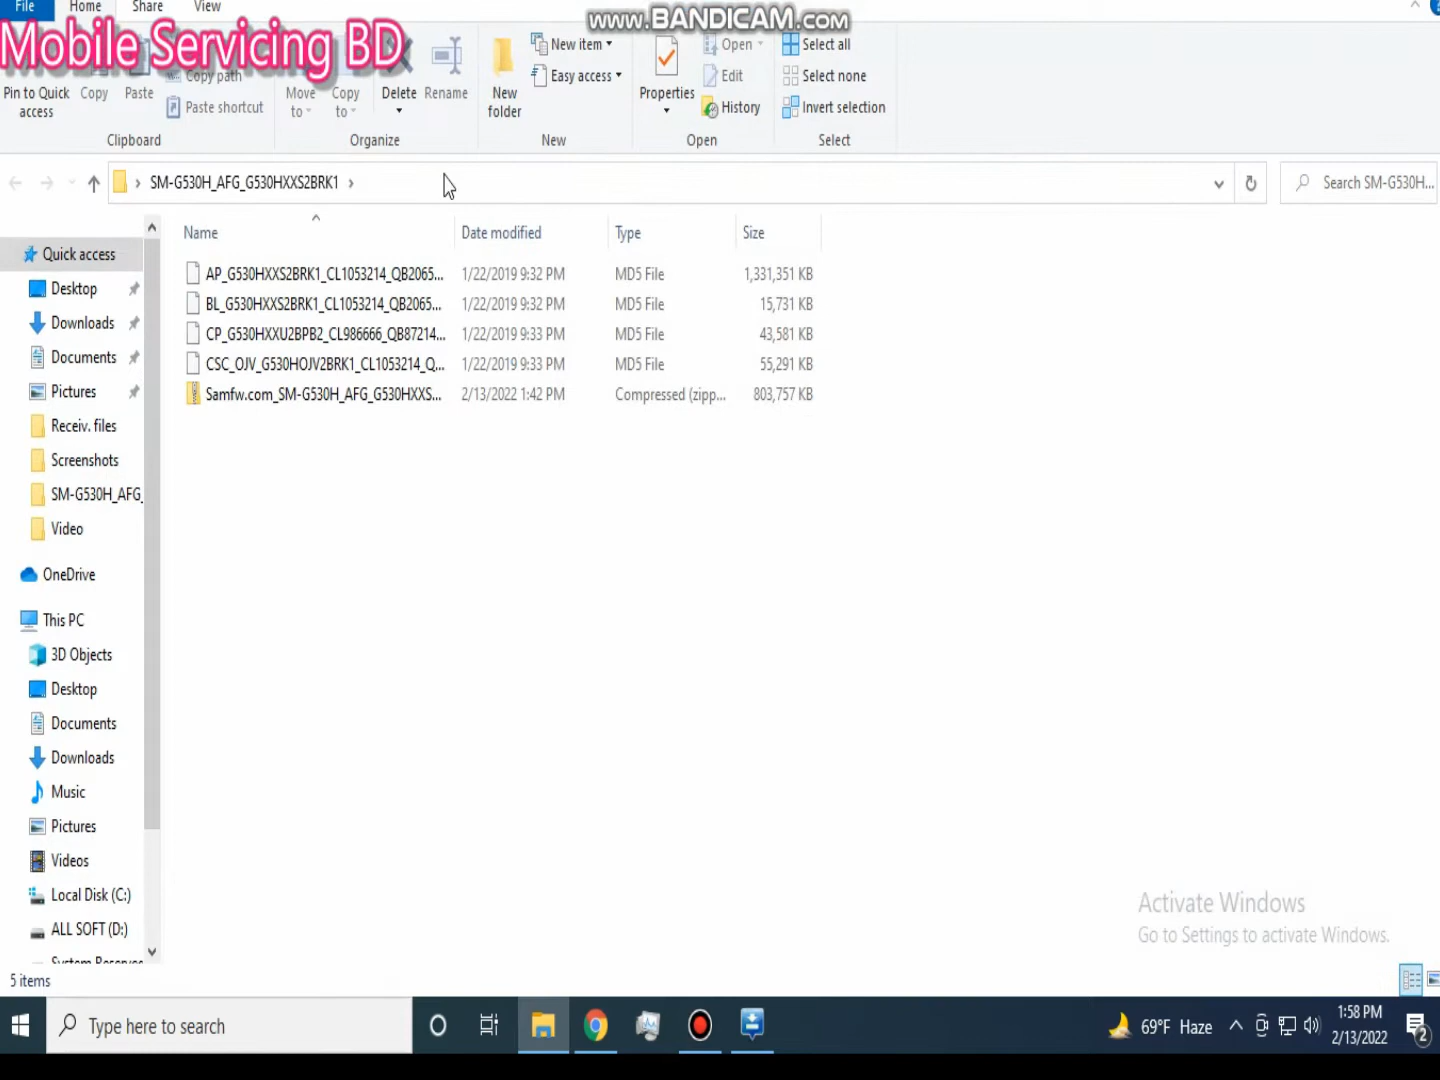 File Home Share View
www.BANDICAM.com
Mobile Servicing BD
Pin to Quick access
Copy
Paste
Copy path
Paste shortcut
Clipboard
Move to
Copy to
Delete
Rename
Organize
New folder
New item
Easy access
New
Properties
Open
Edit
History
Open
Select all
Select none
Invert selection
Select
SM-G530H_AFG_G530HXXS2BRK1
Search SM-G530H...
Name Date modified Type Size
AP_G530HXXS2BRK1_CL1053214_QB2065... 1/22/2019 9:32 PM MD5 File 1,331,351 KB
BL_G530HXXS2BRK1_CL1053214_QB2065... 1/22/2019 9:32 PM MD5 File 15,731 KB
CP_G530HXXU2BPB2_CL986666_QB87214... 1/22/2019 9:33 PM MD5 File 43,581 KB
CSC_OJV_G530HOJV2BRK1_CL1053214_Q... 1/22/2019 9:33 PM MD5 File 55,291 KB
Samfw.com_SM-G530H_AFG_G530HXXS... 2/13/2022 1:42 PM Compressed (zipp... 803,757 KB
Quick access
Desktop
Downloads
Documents
Pictures
Receiv. files
Screenshots
SM-G530H_AFG_
Video
OneDrive
This PC
3D Objects
Desktop
Documents
Downloads
Music
Pictures
Videos
Local Disk (C:)
ALL SOFT (D:)
Activate Windows
Go to Settings to activate Windows.
5 items
Type here to search
69°F Haze
1:58 PM
2/13/2022
2